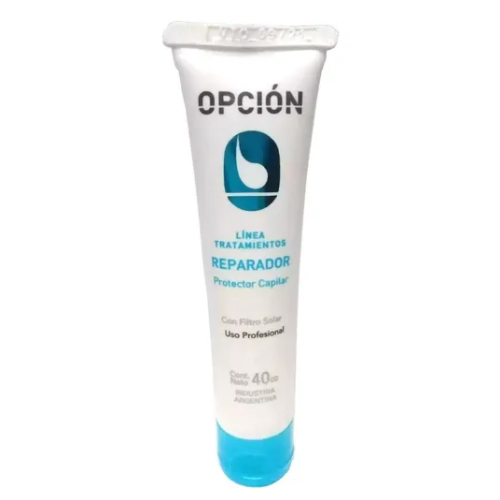 OPCIÓN
LÍNEA
TRATAMIENTOS
REPARADOR
Protector Capilar
Con Filtro Solar
Uso Profesional
Cont.
Neto 40cc
INDUSTRIA
ARGENTINA